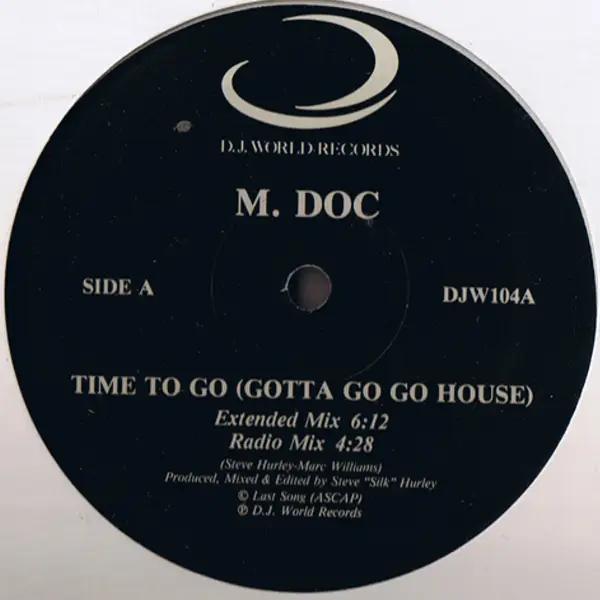 D.J. WORLD RECORDS
M. DOC
SIDE A
DJW104A
TIME TO GO (GOTTA GO GO HOUSE)
Extended Mix 6:12
Radio Mix 4:28
(Steve Hurley-Marc Williams)
Produced, Mixed & Edited by Steve "Silk" Hurley
© Last Song (ASCAP)
℗ D.J. World Records